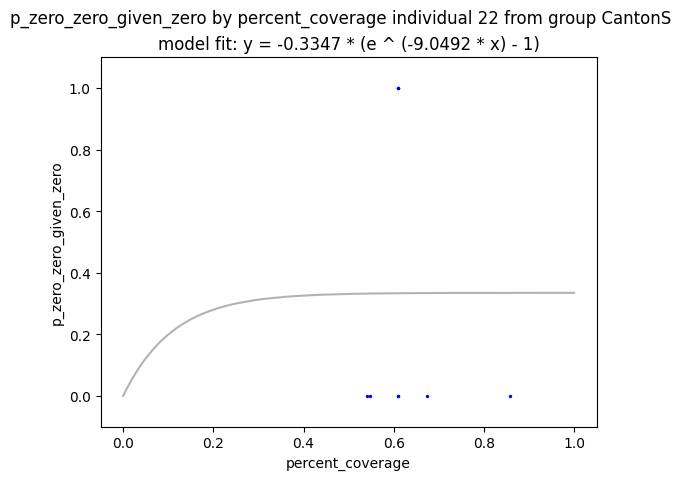 p_zero_zero_given_zero by percent_coverage individual 22 from group CantonS
model fit: y = -0.3347 * (e ^ (-9.0492 * x) - 1)
1.0
0.8
0.6
0.4
0.2
0.0
p_zero_zero_given_zero
0.0 0.2 0.4 0.6 0.8 1.0
percent_coverage